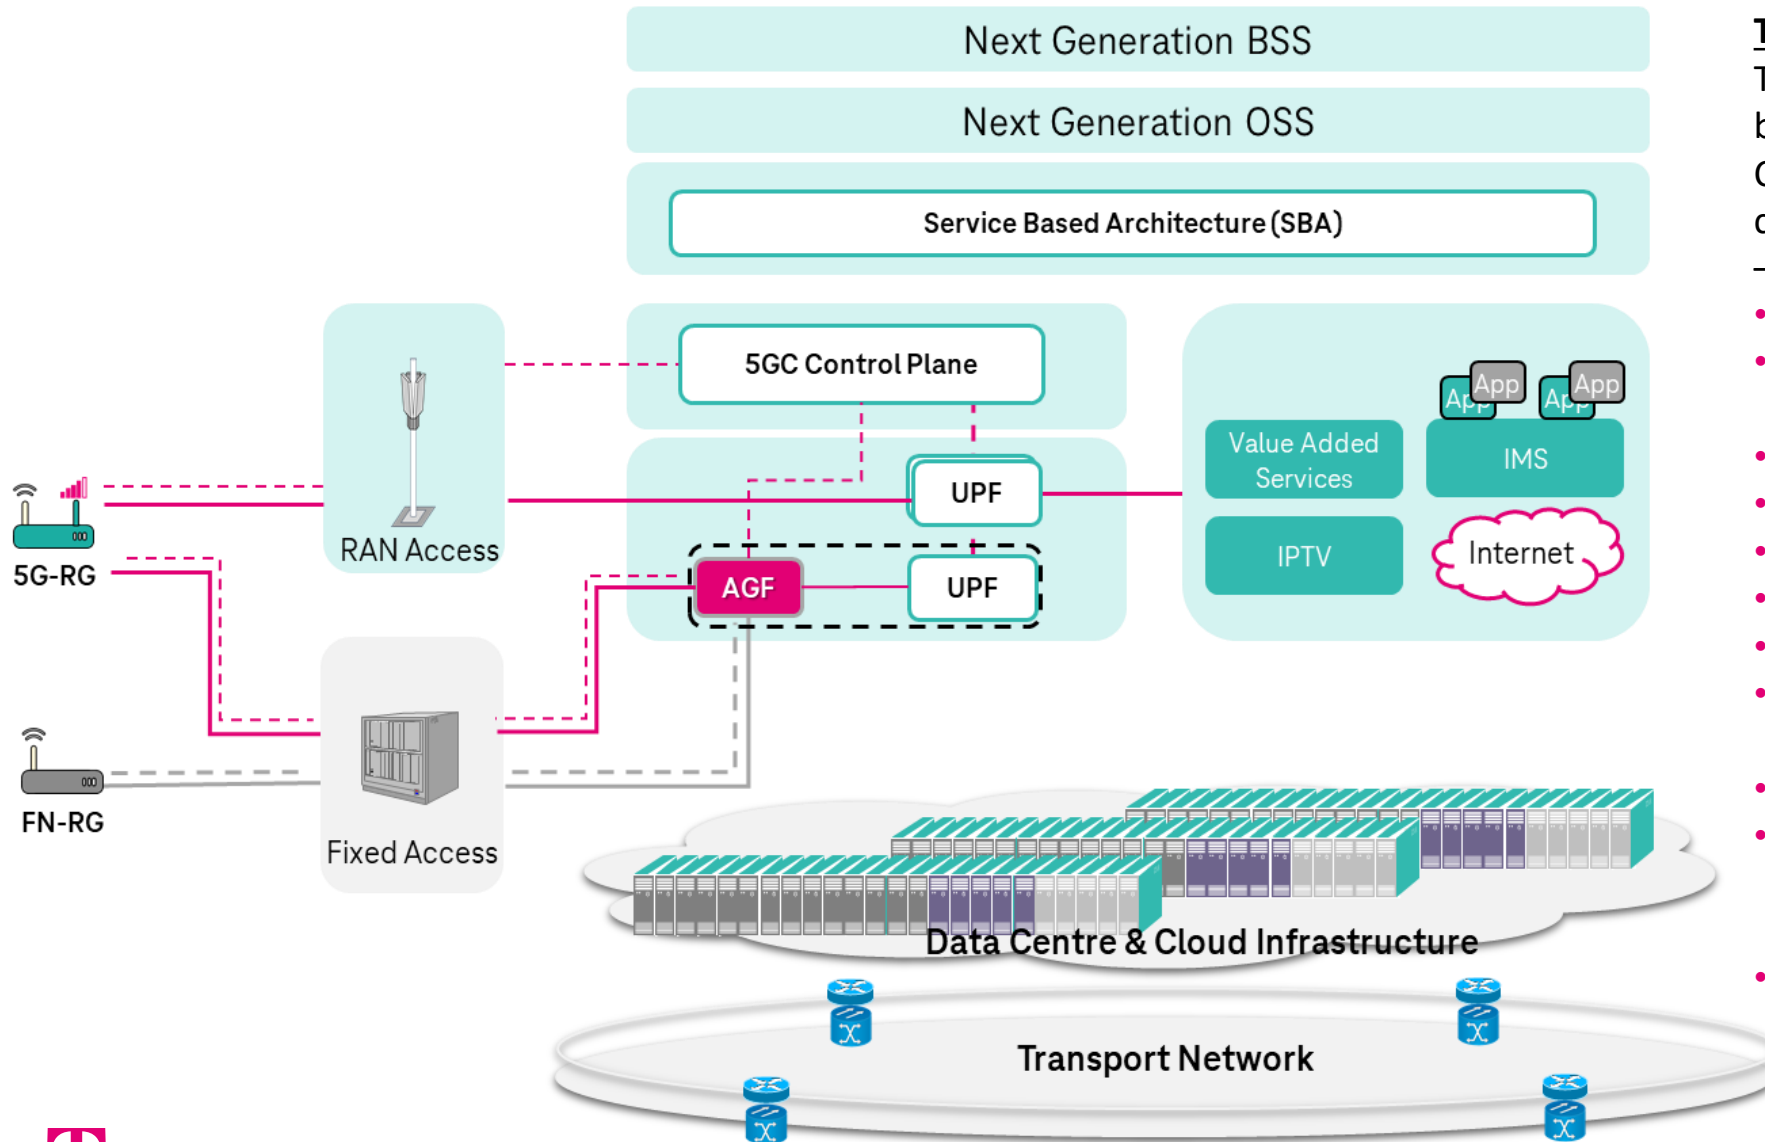 Next Generation BSS
Next Generation OSS
Service Based Architecture (SBA)
5GC Control Plane
App
App
App
App
Value Added
Services
IMS
UPF
RAN Access
IPTV
Internet
5G-RG
AGF
UPF
FN-RG
Fixed Access
Data Centre & Cloud Infrastructure
Transport Network